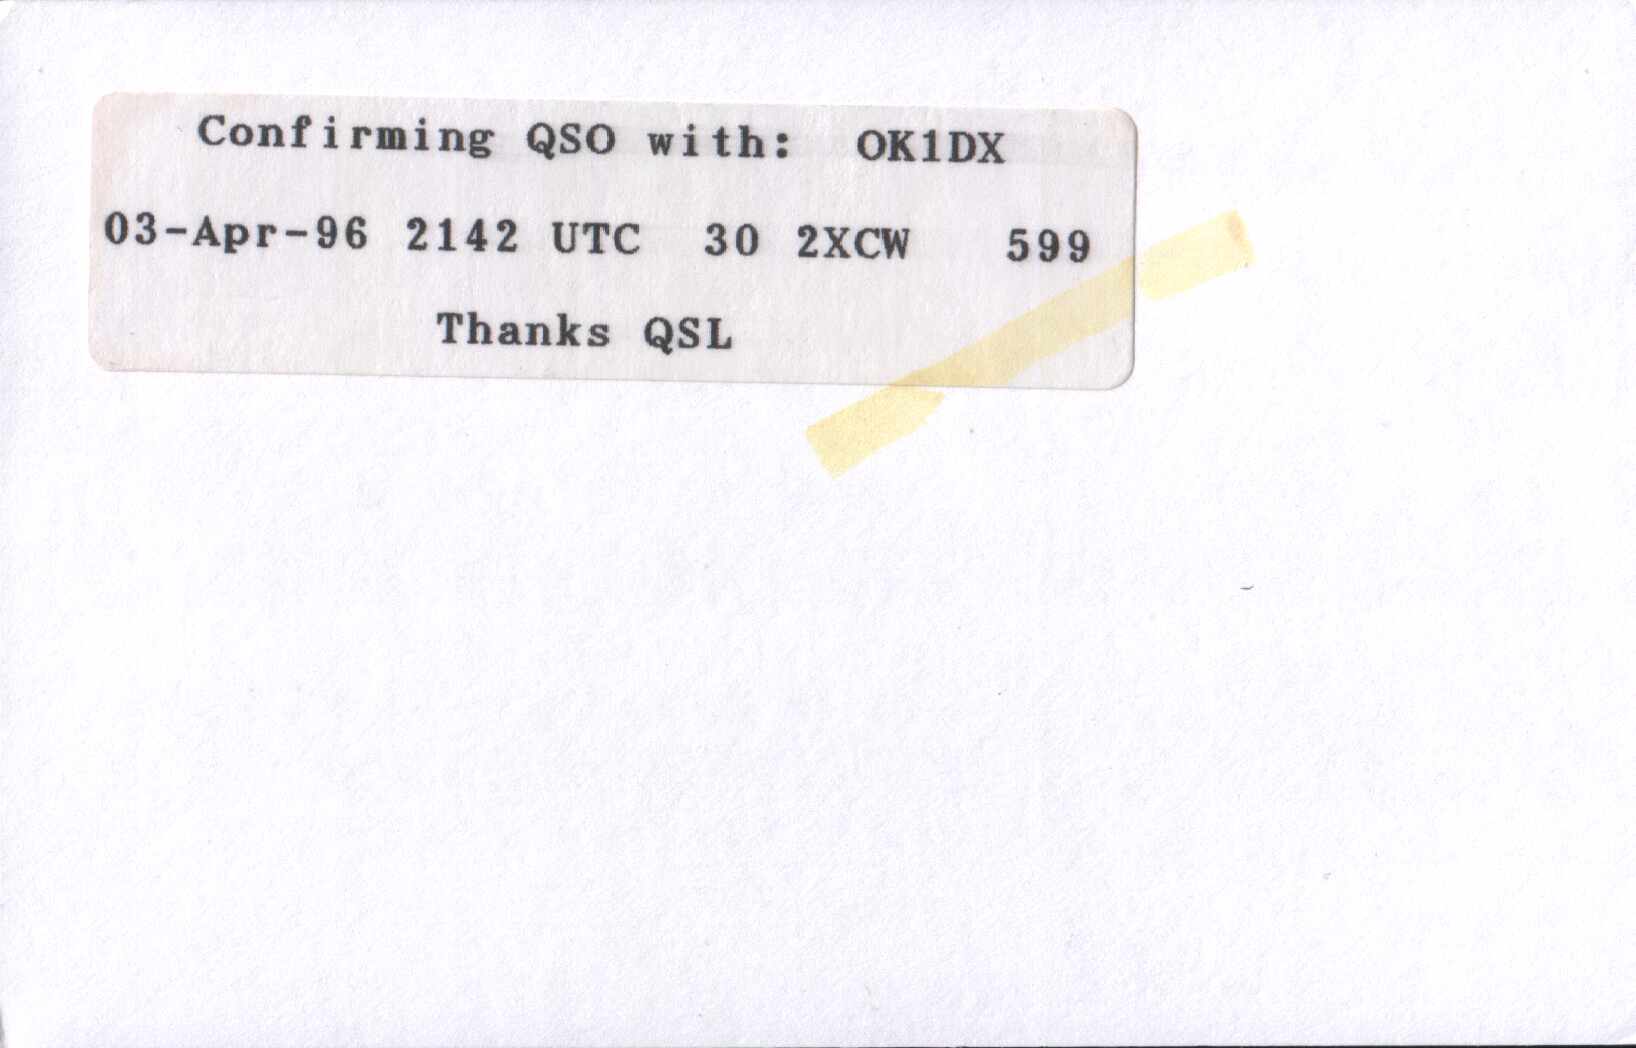 Confirming QSO with: OK1DX
03-Apr-96 2142 UTC 30 2XCW 599
Thanks QSL